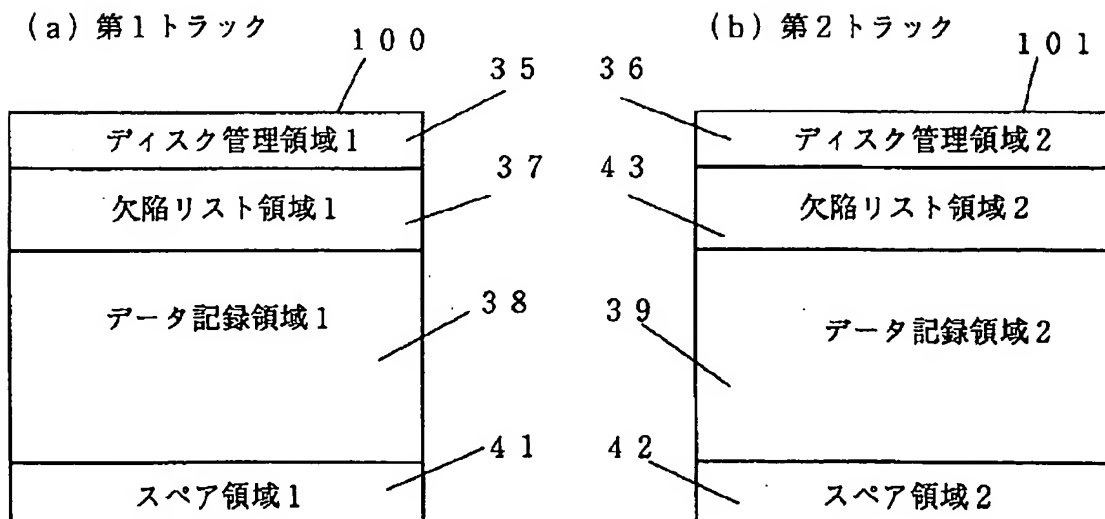 (a) 第1トラック
100
35
ディスク管理領域1
37
欠陥リスト領域1
38
データ記録領域1
41
スペア領域1
(b) 第2トラック
101
36
ディスク管理領域2
43
欠陥リスト領域2
39
データ記録領域2
42
スペア領域2